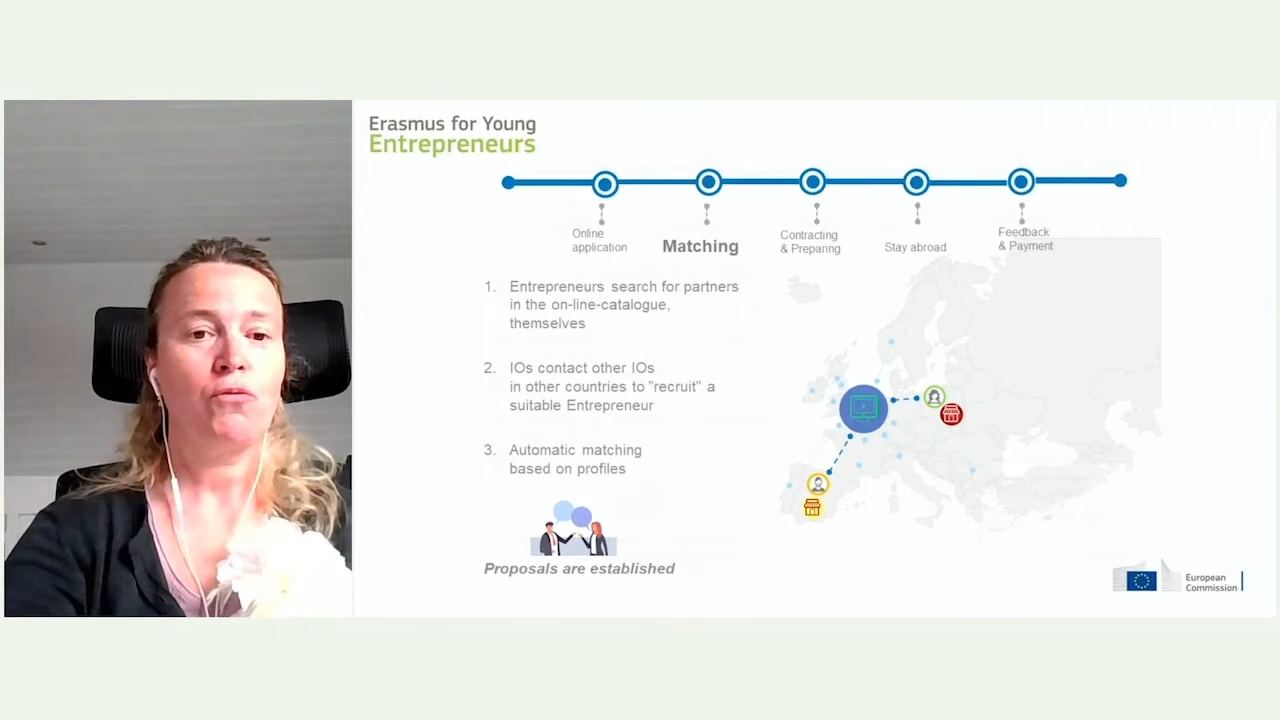 Erasmus for Young
Entrepreneurs
Online
application
Matching
Contracting
& Preparing
Stay abroad
Feedback
& Payment
1. Entrepreneurs search for partners
in the on-line-catalogue,
themselves
2. IOs contact other IOs
in other countries to "recruit" a
suitable Entrepreneur
3. Automatic matching
based on profiles
Proposals are established
European
Commission